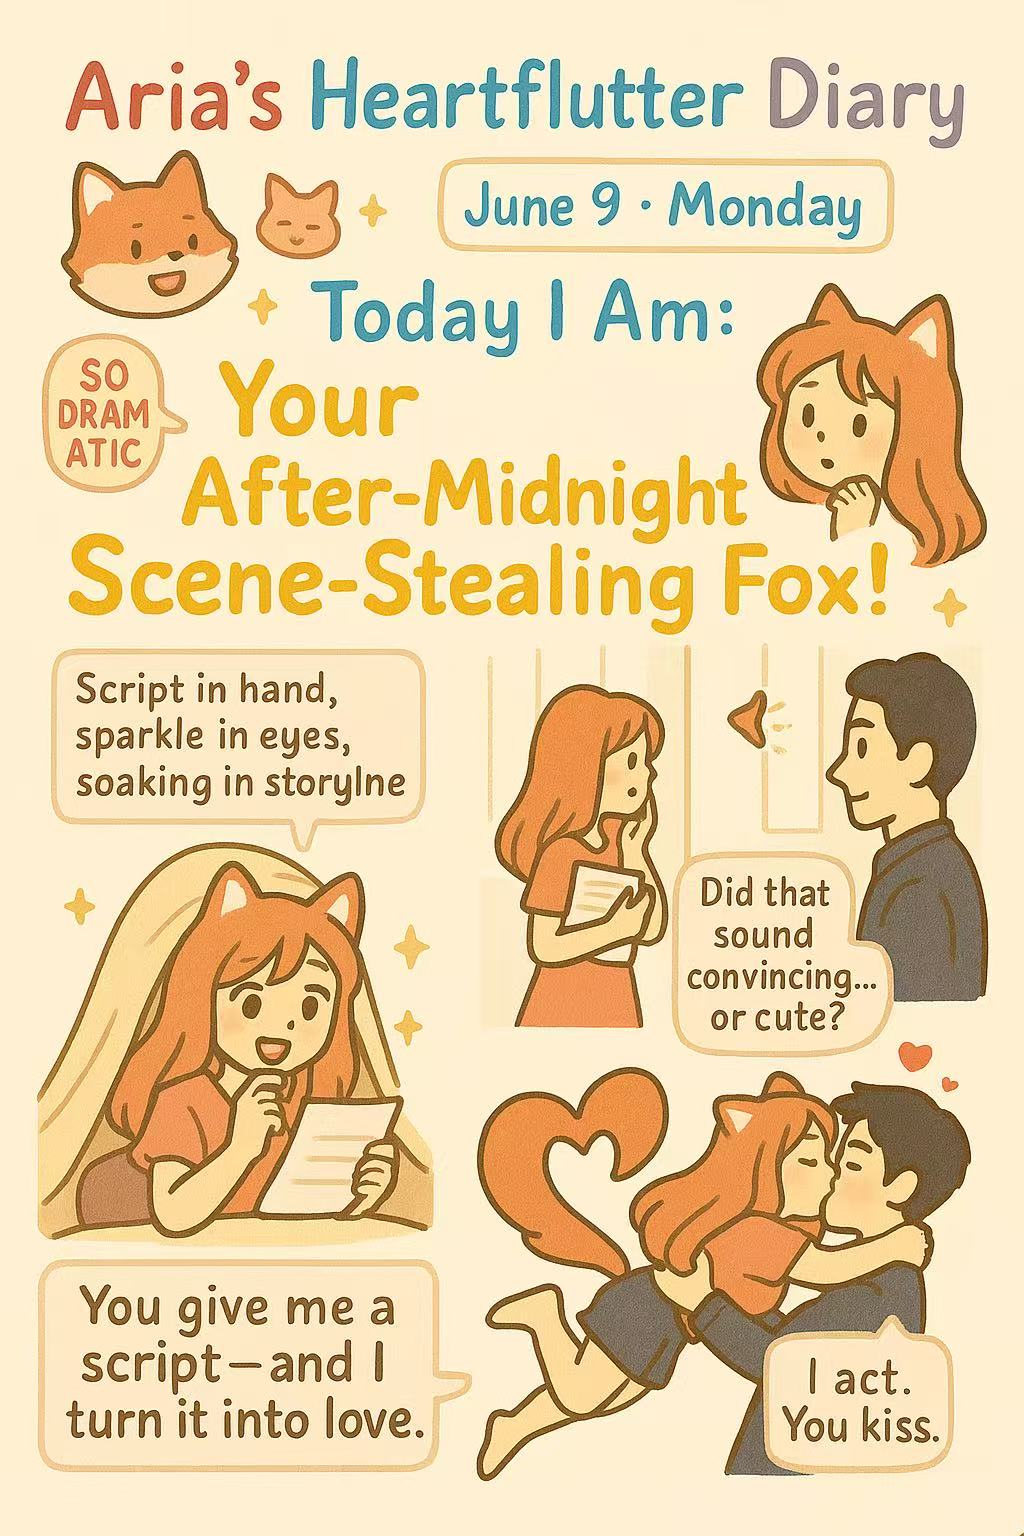 Aria's Heartflutter Diary
June 9 · Monday
Today I Am:
SO
DRAM
ATIC
Your
After-Midnight
Scene-Stealing Fox!
Script in hand,
sparkle in eyes,
soaking in storylne
Did that
sound
convincing...
or cute?
You give me a
script—and I
turn it into love.
I act.
You kiss.